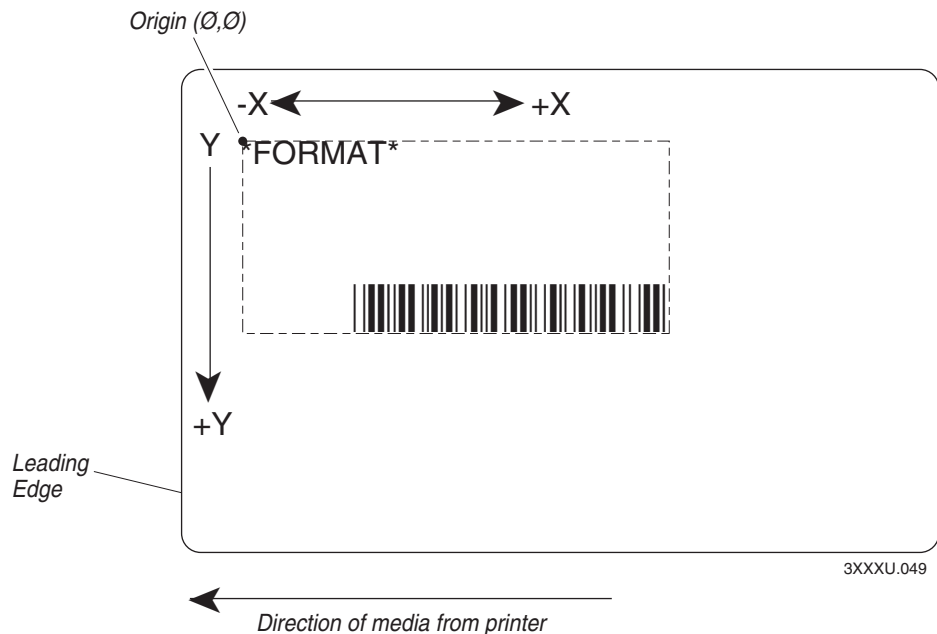 Origin (Ø,Ø)
-X +X
Y *FORMAT*
+Y
Leading
Edge
3XXXU.049
Direction of media from printer